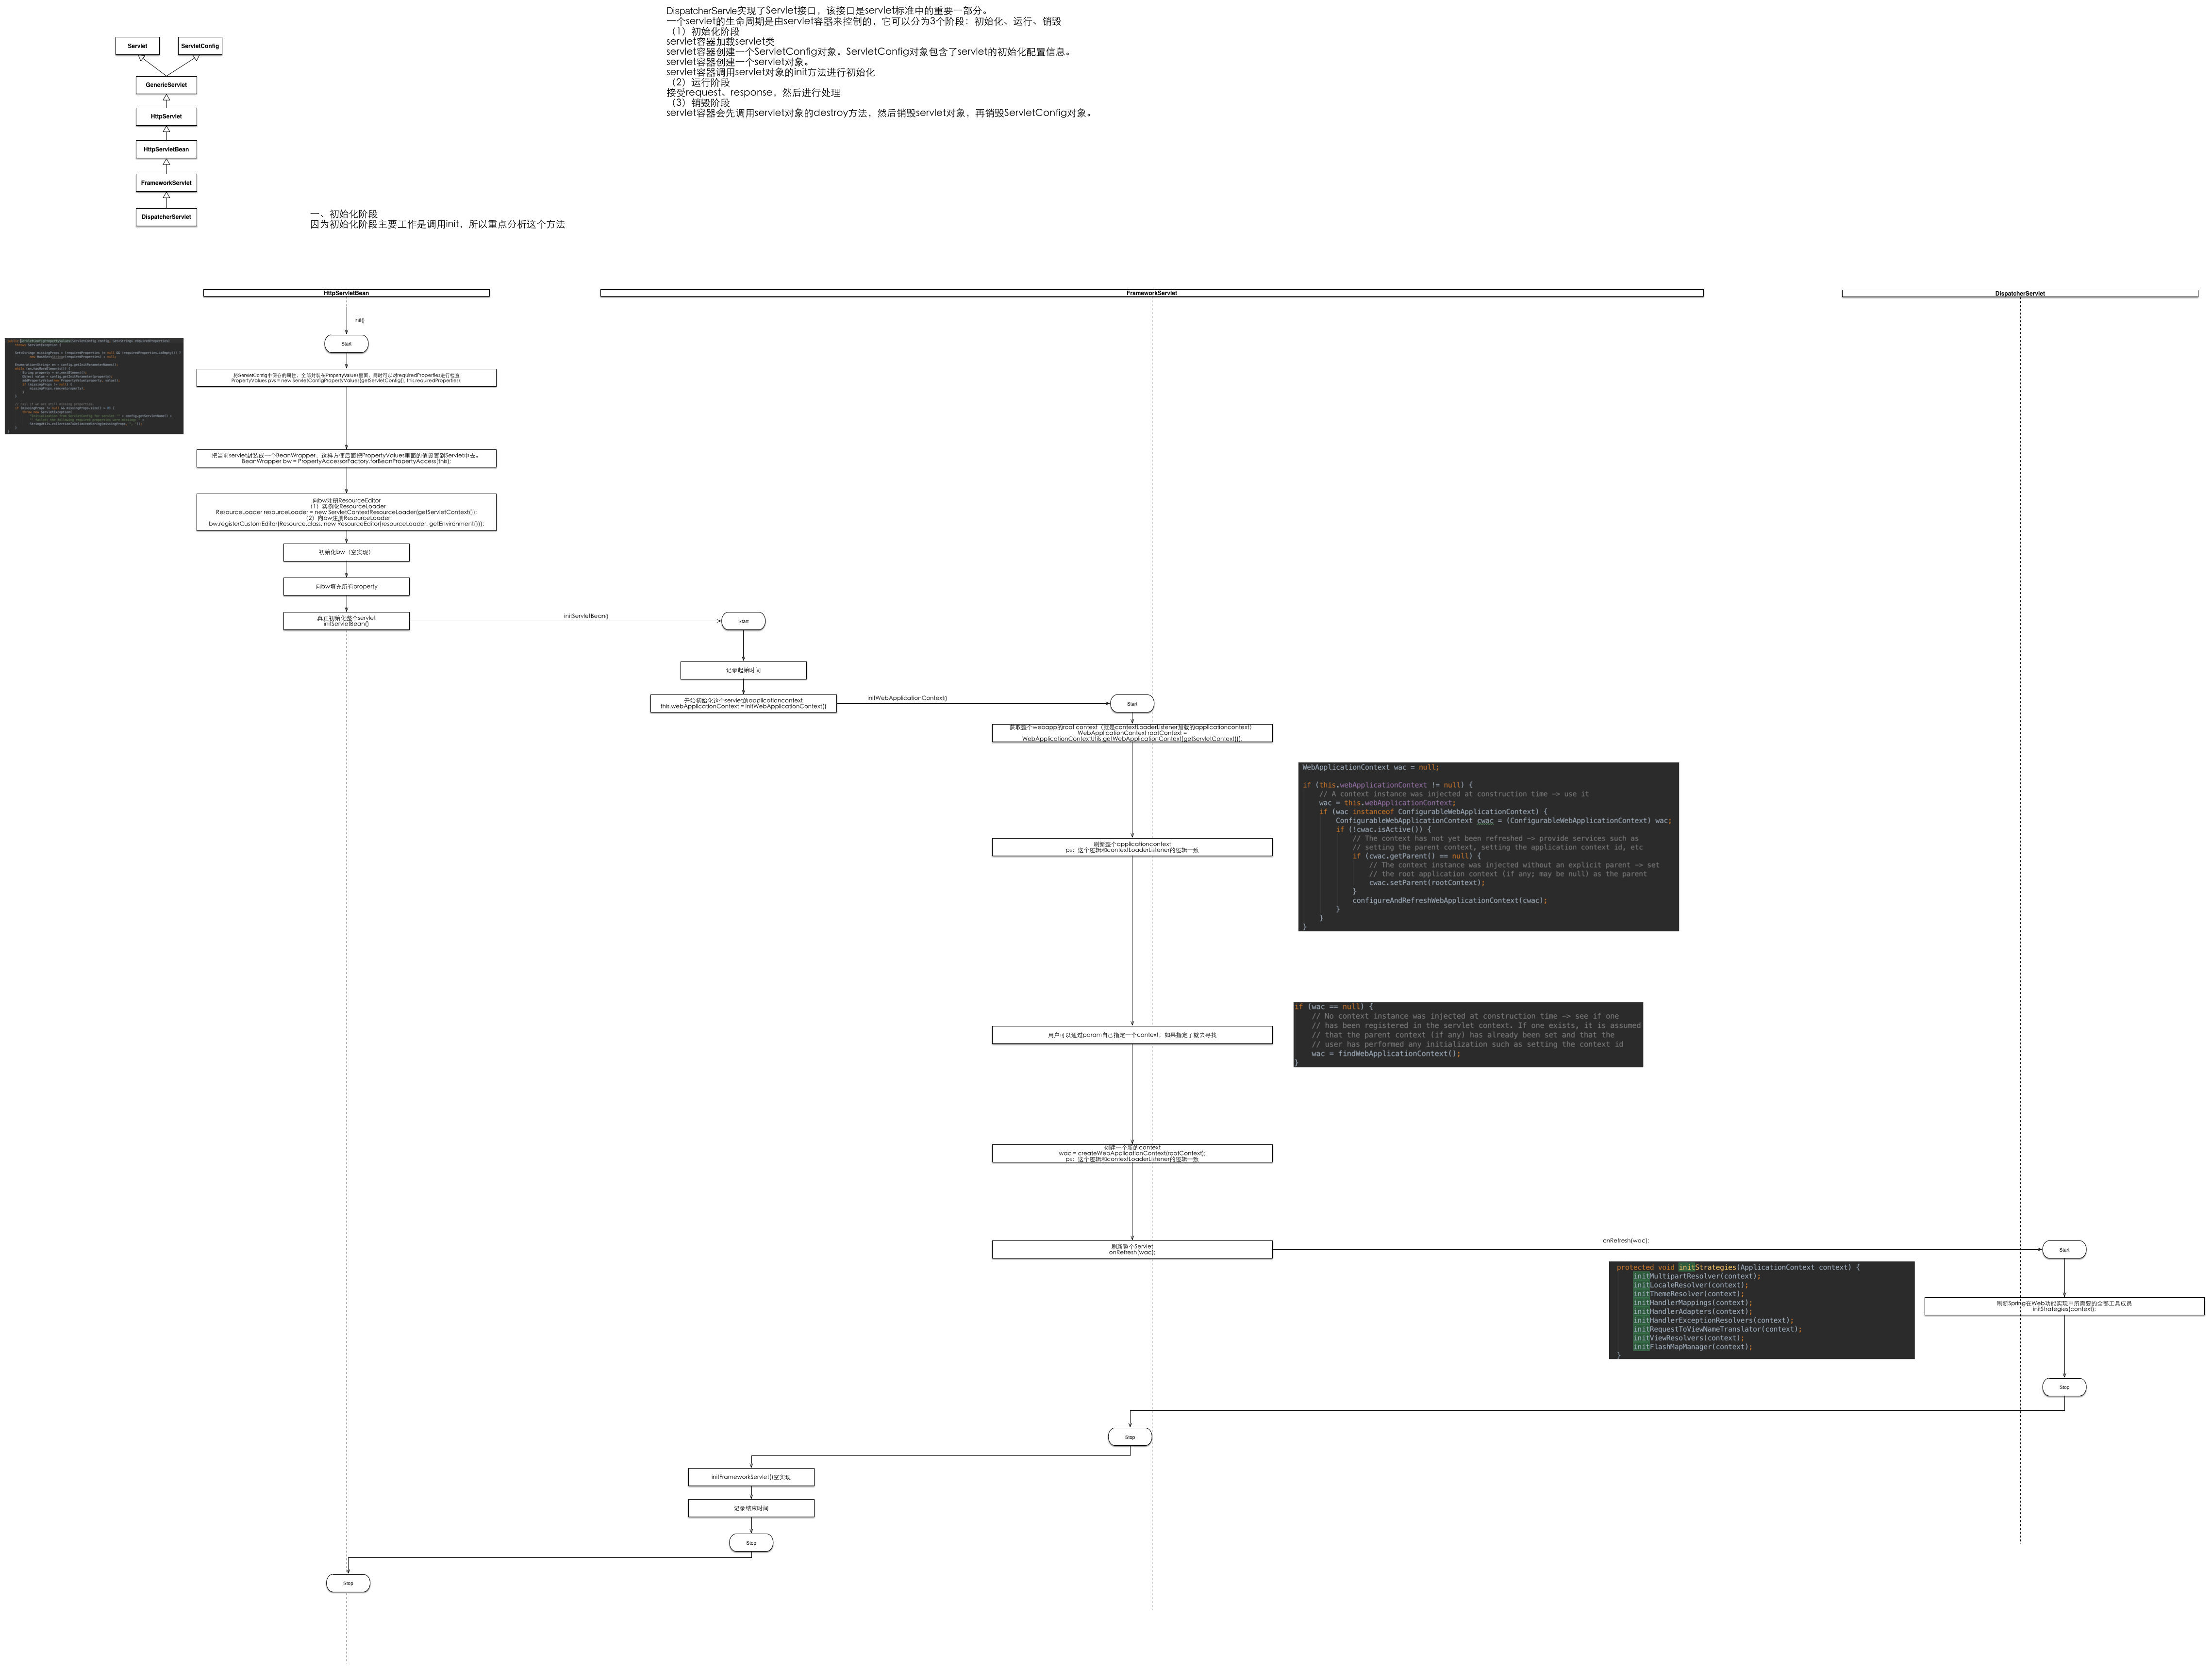 DispatcherServle实现了Servlet接口，该接口是servlet标准中的重要一部分。
一个servlet的生命周期是由servlet容器来控制的，它可以分为3个阶段：初始化、运行、销毁
（1）初始化阶段
servlet容器加载servlet类
servlet容器创建一个ServletConfig对象。ServletConfig对象包含了servlet的初始化配置信息。
servlet容器创建一个servlet对象。
servlet容器调用servlet对象的init方法进行初始化
（2）运行阶段
接受request、response，然后进行处理
（3）销毁阶段
servlet容器会先调用servlet对象的destroy方法，然后销毁servlet对象，再销毁ServletConfig对象。
Servlet
ServletConfig
GenericServlet
HttpServlet
HttpServletBean
FrameworkServlet
DispatcherServlet
一、初始化阶段
因为初始化阶段主要工作是调用init，所以重点分析这个方法
HttpServletBean
FrameworkServlet
DispatcherServlet
init()
Start
将ServletConfig中保存的属性，全部封装在PropertyValues里面，同时可以对requiredProperties进行检查
PropertyValues pvs = new ServletConfigPropertyValues(getServletConfig(), this.requiredProperties);
把当前servlet封装成一个BeanWrapper，这样方便后面把PropertyValues里面的值设置到Servlet中去。
BeanWrapper bw = PropertyAccessorFactory.forBeanPropertyAccess(this);
向bw注册ResourceEditor
（1）实例化ResourceLoader
ResourceLoader resourceLoader = new ServletContextResourceLoader(getServletContext());
（2）向bw注册ResourceLoader
bw.registerCustomEditor(Resource.class, new ResourceEditor(resourceLoader, getEnvironment()));
初始化bw（空实现）
向bw填充所有property
真正初始化整个servlet
initServletBean()
initServletBean()
Start
记录起始时间
开始初始化这个servlet的applicationcontext
this.webApplicationContext = initWebApplicationContext()
initWebApplicationContext()
Start
获取整个webapp的root context（就是contextLoaderListener加载的applicationcontext）
WebApplicationContext rootContext =
WebApplicationContextUtils.getWebApplicationContext(getServletContext());
WebApplicationContext wac = null;
if (this.webApplicationContext != null) {
// A context instance was injected at construction time -> use it
wac = this.webApplicationContext;
if (wac instanceof ConfigurableWebApplicationContext) {
ConfigurableWebApplicationContext cwac = (ConfigurableWebApplicationContext) wac;
if (!cwac.isActive()) {
// The context has not yet been refreshed -> provide services such as
// setting the parent context, setting the application context id, etc
if (cwac.getParent() == null) {
// The context instance was injected without an explicit parent -> set
// the root application context (if any; may be null) as the parent
cwac.setParent(rootContext);
}
configureAndRefreshWebApplicationContext(cwac);
}
}
}
刷新整个applicationcontext
ps：这个逻辑和contextLoaderListener的逻辑一致
if (wac == null) {
// No context instance was injected at construction time -> see if one
// has been registered in the servlet context. If one exists, it is assumed
// that the parent context (if any) has already been set and that the
// user has performed any initialization such as setting the context id
wac = findWebApplicationContext();
}
用户可以通过param自己指定一个context，如果指定了就去寻找
创建一个新的context
wac = createWebApplicationContext(rootContext);
ps：这个逻辑和contextLoaderListener的逻辑一致
刷新整个Servlet
onRefresh(wac);
onRefresh(wac);
Start
protected void initStrategies(ApplicationContext context) {
initMultipartResolver(context);
initLocaleResolver(context);
initThemeResolver(context);
initHandlerMappings(context);
initHandlerAdapters(context);
initHandlerExceptionResolvers(context);
initRequestToViewNameTranslator(context);
initViewResolvers(context);
initFlashMapManager(context);
}
刷新Spring在Web功能实现中所需要的全部工具成员
initStrategies(context);
Stop
Stop
initFrameworkServlet()空实现
记录结束时间
Stop
Stop